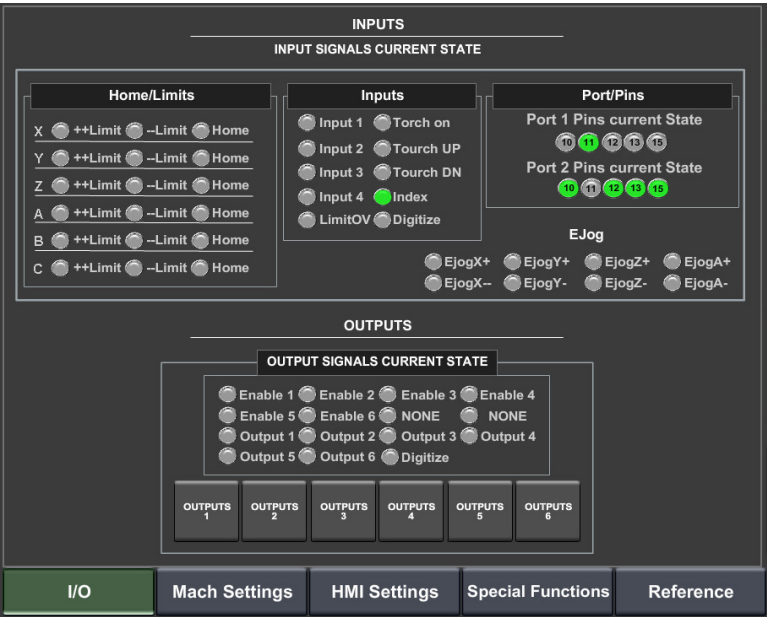 INPUTS
INPUT SIGNALS CURRENT STATE
Home/Limits
X ++Limit --Limit Home
Y ++Limit --Limit Home
Z ++Limit --Limit Home
A ++Limit --Limit Home
B ++Limit --Limit Home
C ++Limit --Limit Home
Inputs
Input 1 Torch on
Input 2 Tourch UP
Input 3 Tourch DN
Input 4 Index
LimitOV Digitize
Port/Pins
Port 1 Pins current State
10 11 12 13 15
Port 2 Pins current State
10 11 12 13 15
EJog
EjogX+ EjogY+ EjogZ+ EjogA+
EjogX-- EjogY- EjogZ- EjogA-
OUTPUTS
OUTPUT SIGNALS CURRENT STATE
Enable 1 Enable 2 Enable 3 Enable 4
Enable 5 Enable 6 NONE NONE
Output 1 Output 2 Output 3 Output 4
Output 5 Output 6 Digitize
OUTPUTS 1
OUTPUTS 2
OUTPUTS 3
OUTPUTS 4
OUTPUTS 5
OUTPUTS 6
I/O
Mach Settings
HMI Settings
Special Functions
Reference